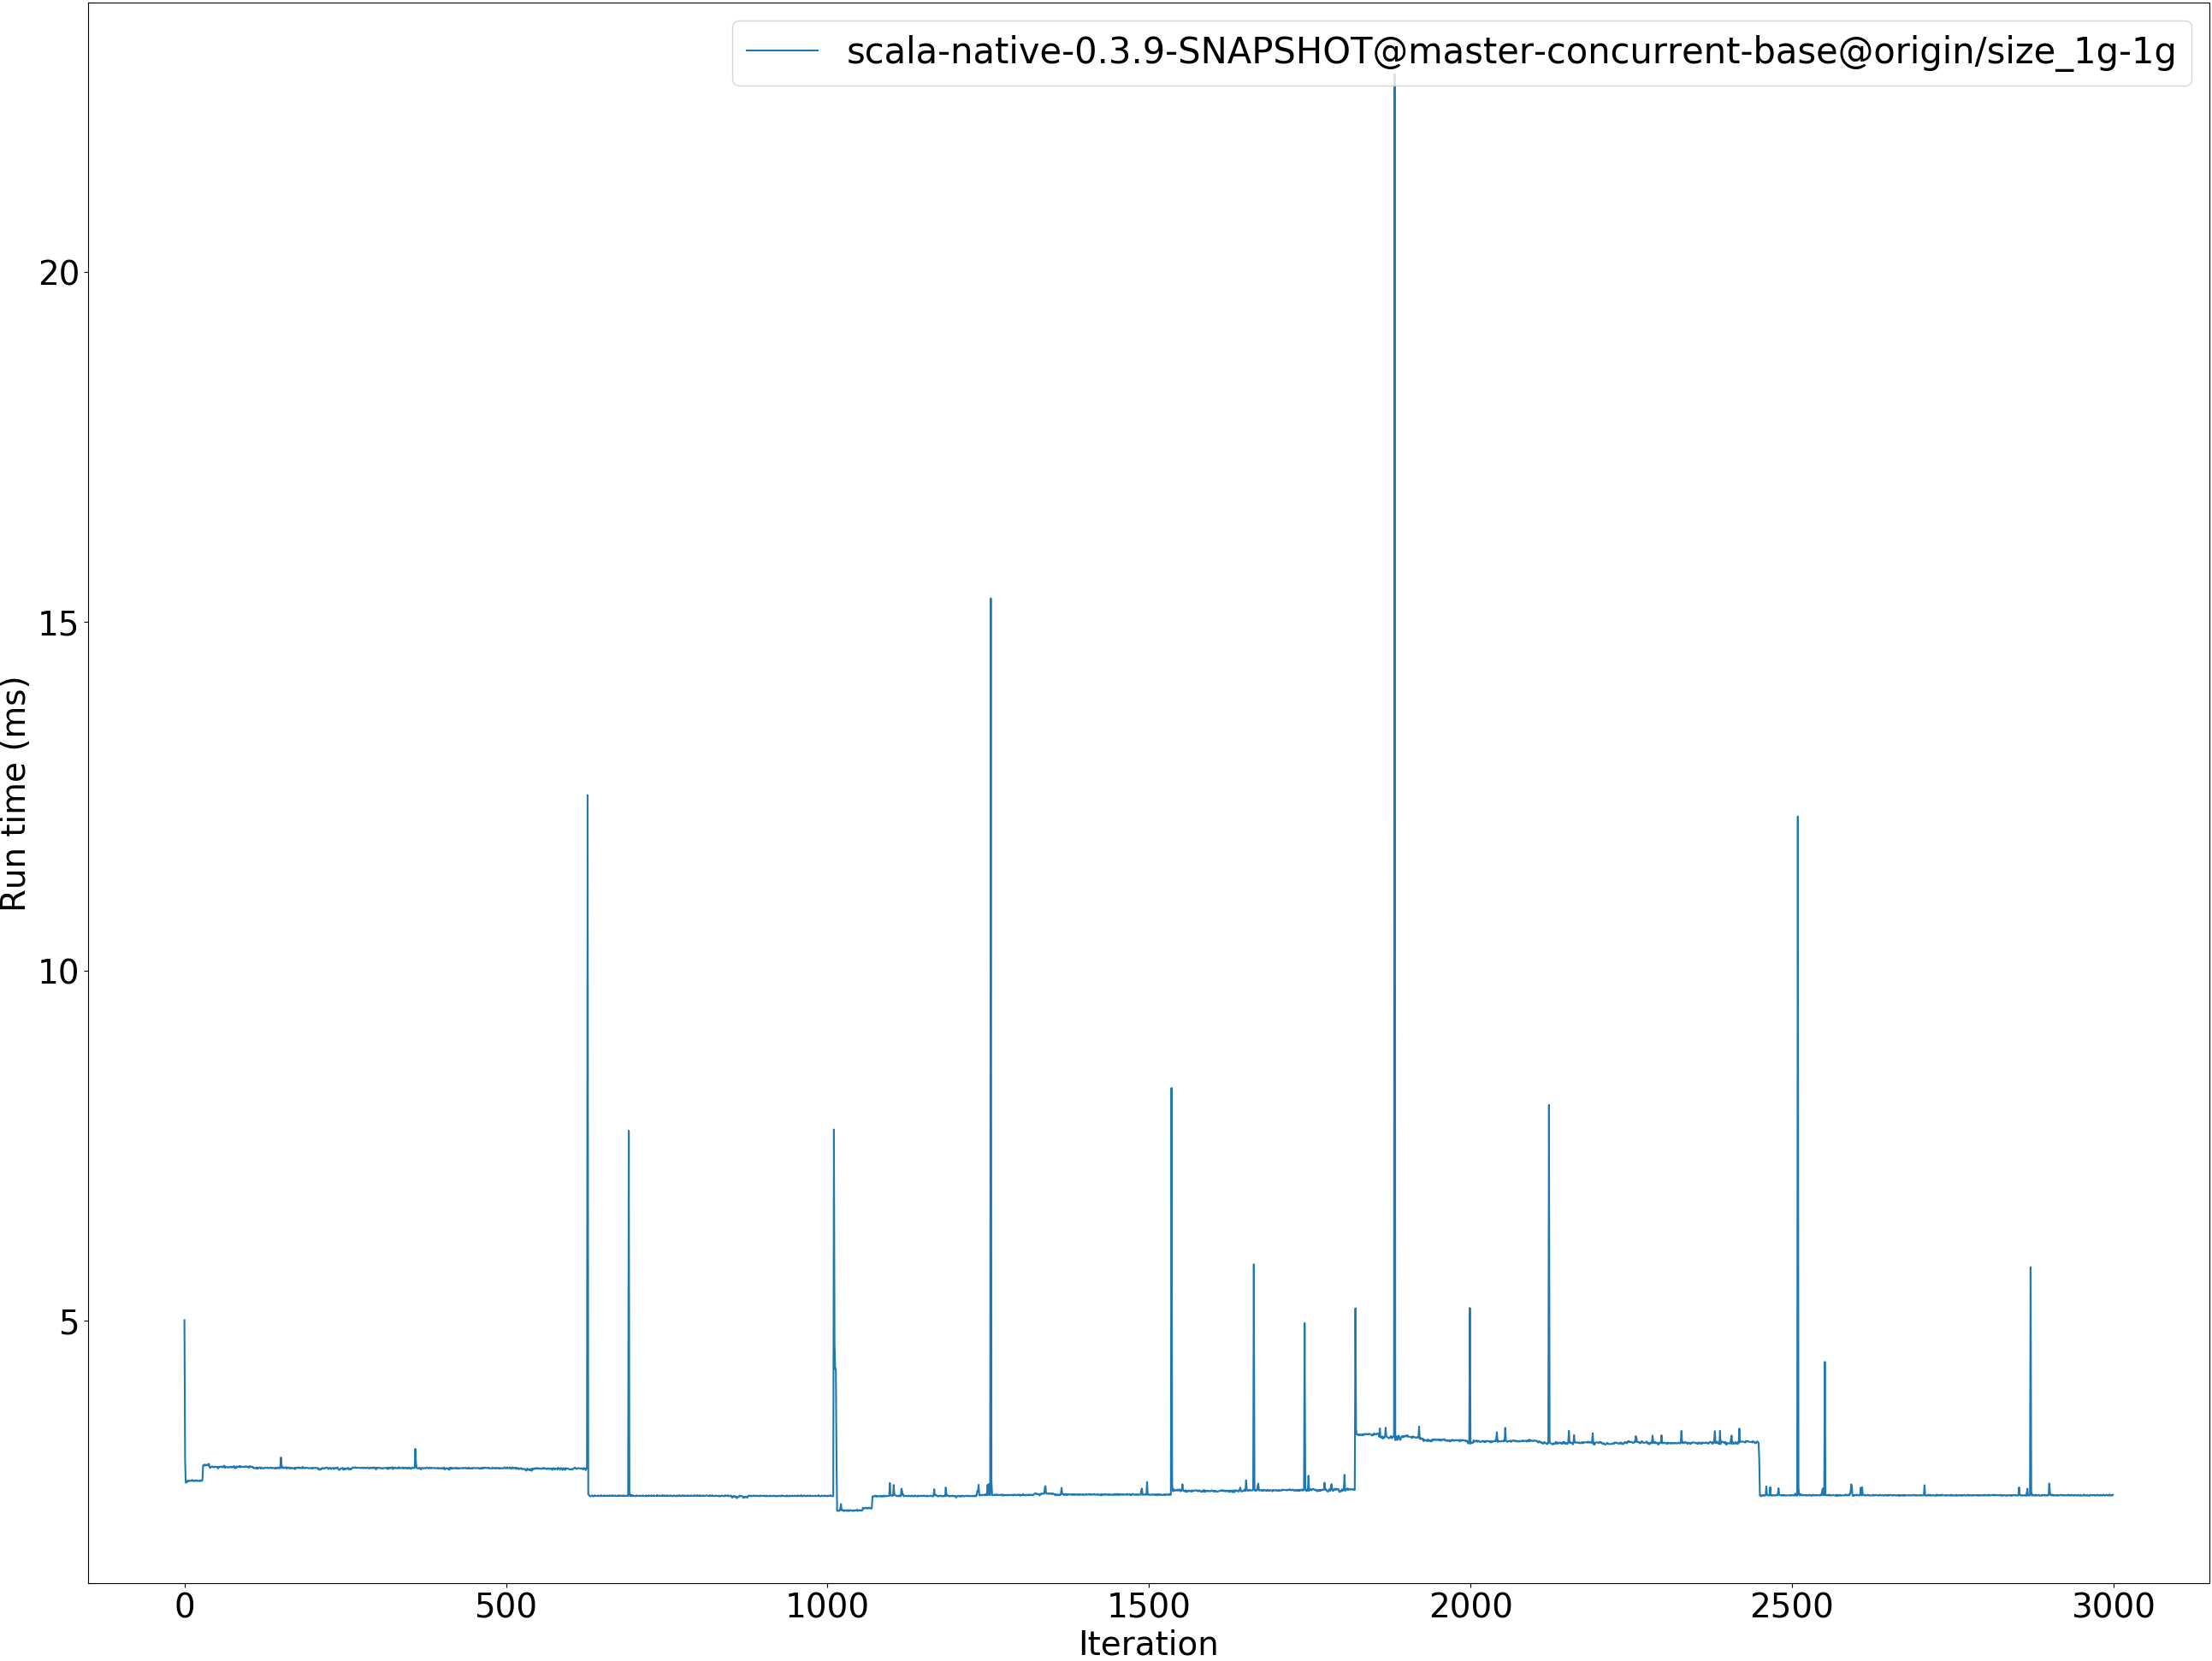 scala-native-0.3.9-SNAPSHOT@master-concurrent-base@origin/size_1g-1g
20
15
10
5
Run time (ms)
0 500 1000 1500 2000 2500 3000
Iteration